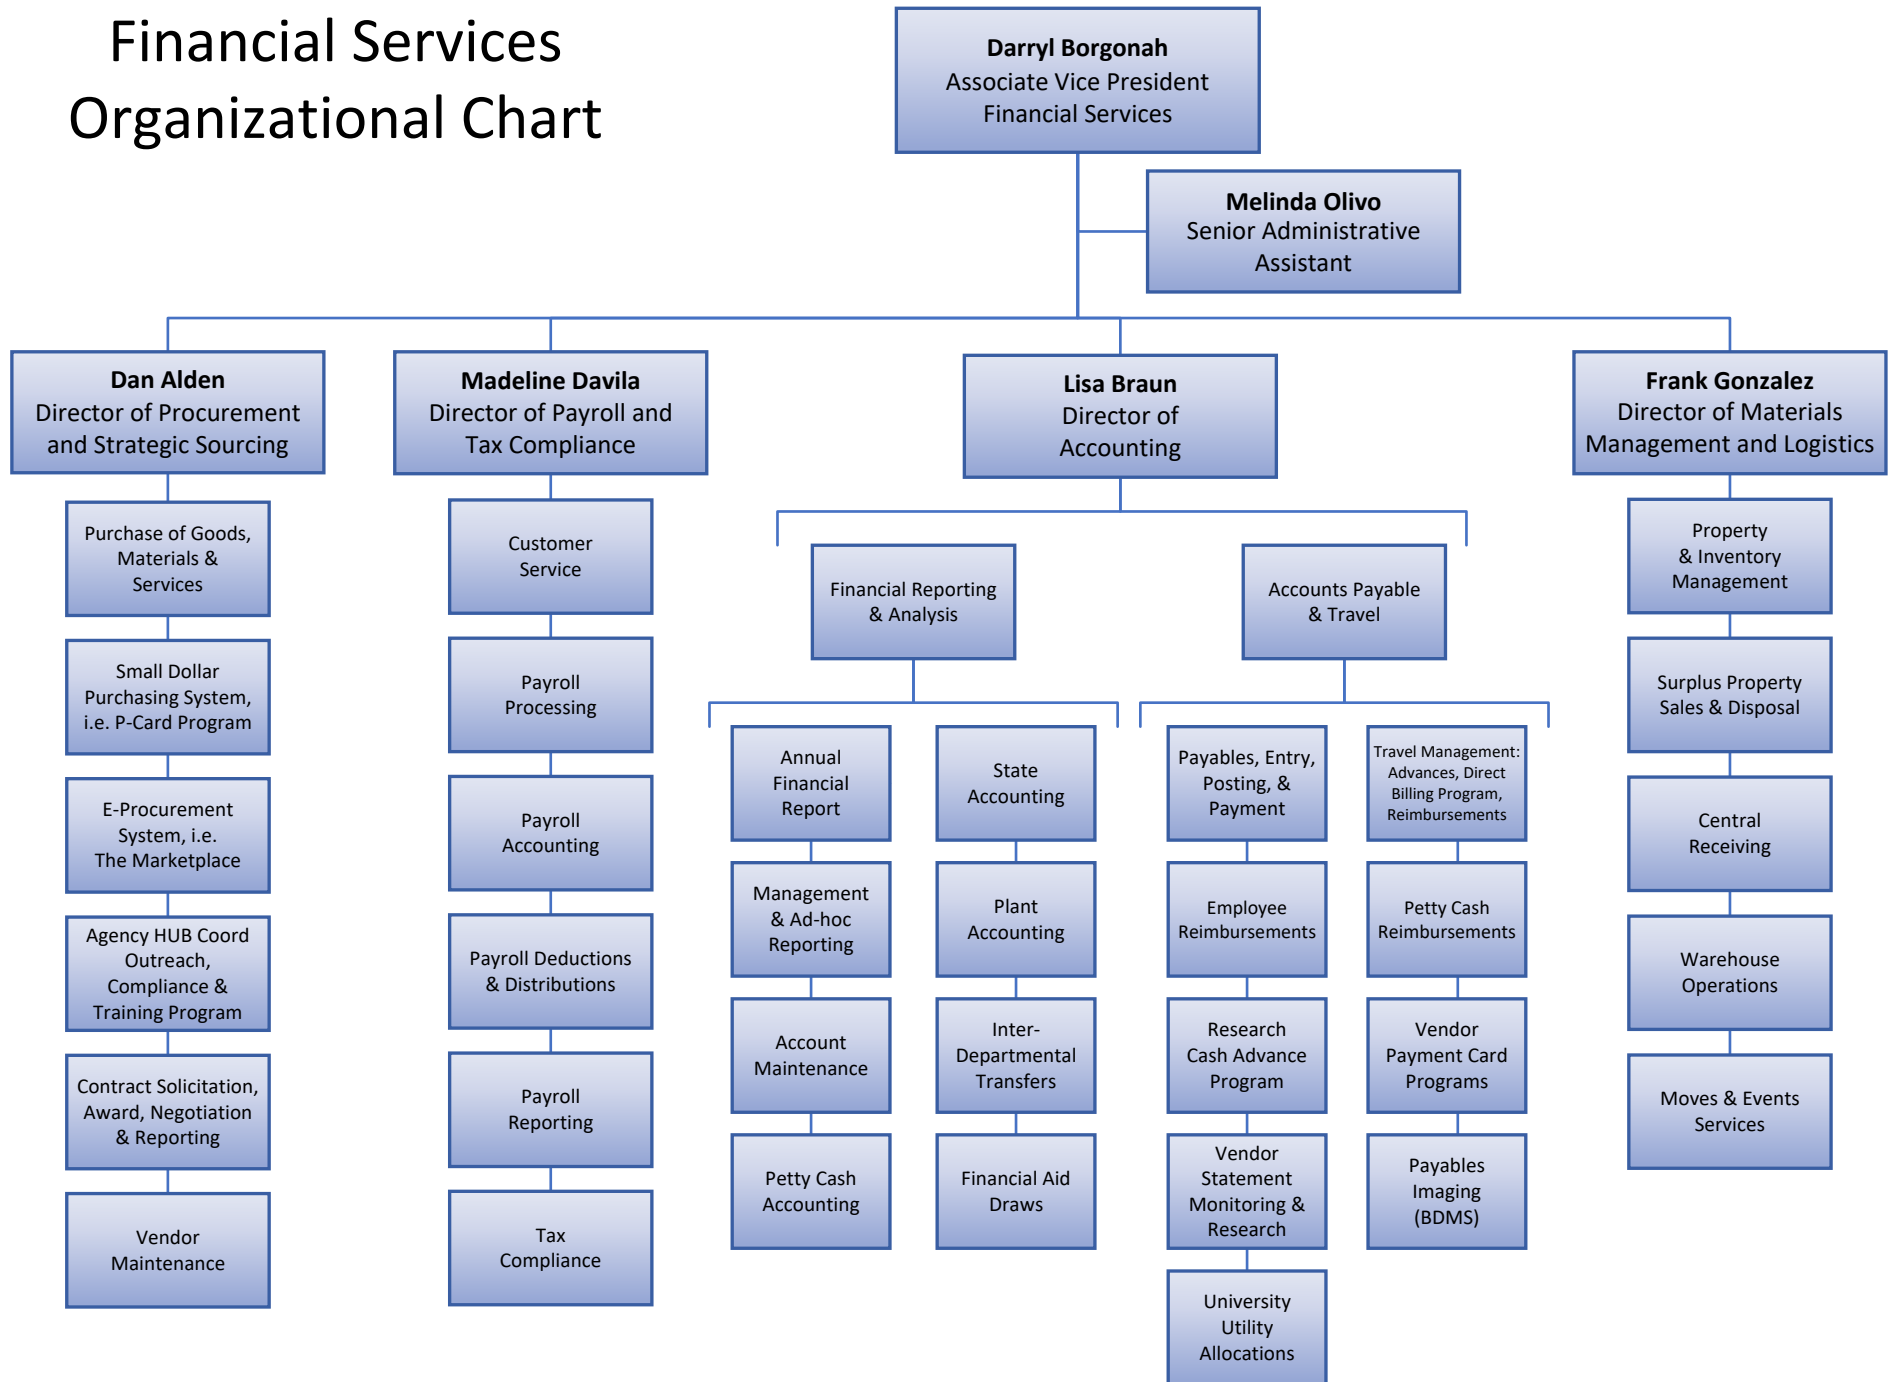 Financial Services
Organizational Chart
Darryl Borgonah
Associate Vice President
Financial Services
Melinda Olivo
Senior Administrative
Assistant
Dan Alden
Director of Procurement
and Strategic Sourcing
Madeline Davila
Director of Payroll and
Tax Compliance
Lisa Braun
Director of
Accounting
Frank Gonzalez
Director of Materials
Management and Logistics
Purchase of Goods,
Materials &
Services
Small Dollar
Purchasing System,
i.e. P-Card Program
E-Procurement
System, i.e.
The Marketplace
Agency HUB Coord
Outreach,
Compliance &
Training Program
Contract Solicitation,
Award, Negotiation
& Reporting
Vendor
Maintenance
Customer
Service
Payroll
Processing
Payroll
Accounting
Payroll Deductions
& Distributions
Payroll
Reporting
Tax
Compliance
Financial Reporting
& Analysis
Annual
Financial
Report
Management
& Ad-hoc
Reporting
Account
Maintenance
Petty Cash
Accounting
State
Accounting
Plant
Accounting
Inter-
Departmental
Transfers
Financial Aid
Draws
Accounts Payable
& Travel
Payables, Entry,
Posting, &
Payment
Employee
Reimbursements
Research
Cash Advance
Program
Vendor
Statement
Monitoring &
Research
University
Utility
Allocations
Travel Management:
Advances, Direct
Billing Program,
Reimbursements
Petty Cash
Reimbursements
Vendor
Payment Card
Programs
Payables
Imaging
(BDMS)
Property
& Inventory
Management
Surplus Property
Sales & Disposal
Central
Receiving
Warehouse
Operations
Moves & Events
Services